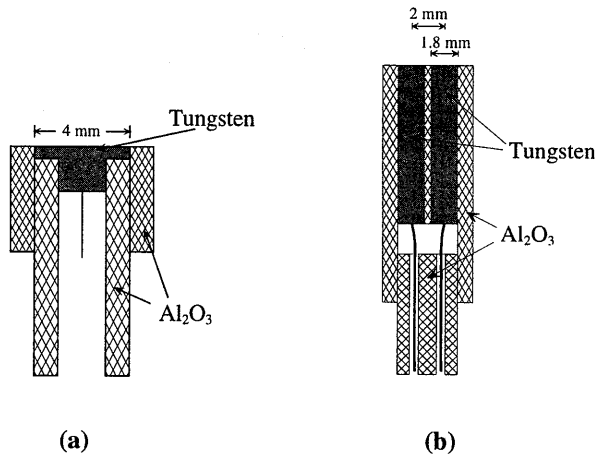 2 mm
1.8 mm
4 mm
Tungsten
Tungsten
Al₂O₃
Al₂O₃
(a)
(b)